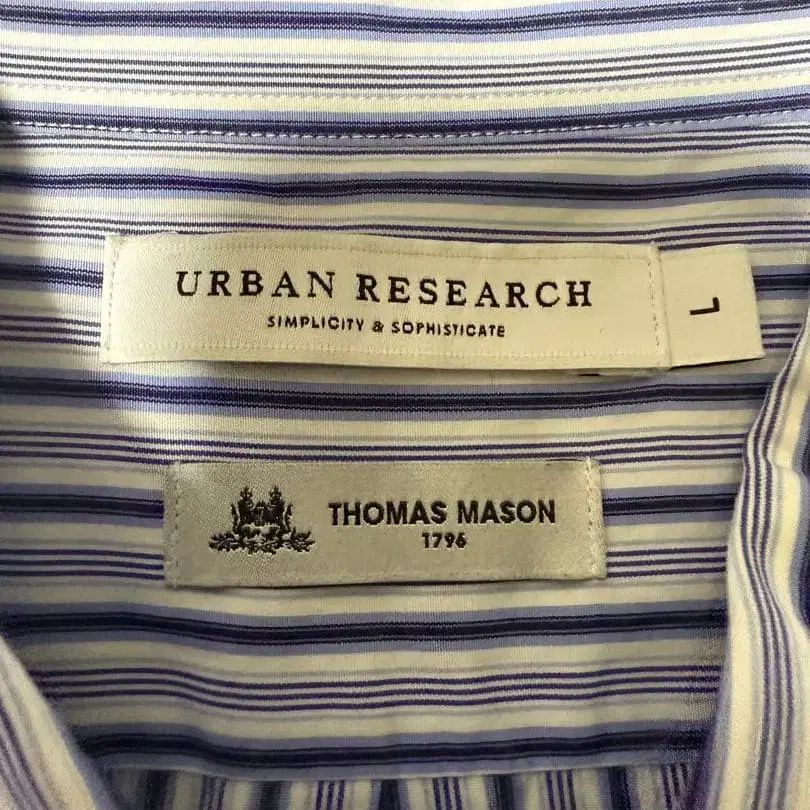 URBAN RESEARCH
SIMPLICITY & SOPHISTICATE
L
THOMAS MASON
1796